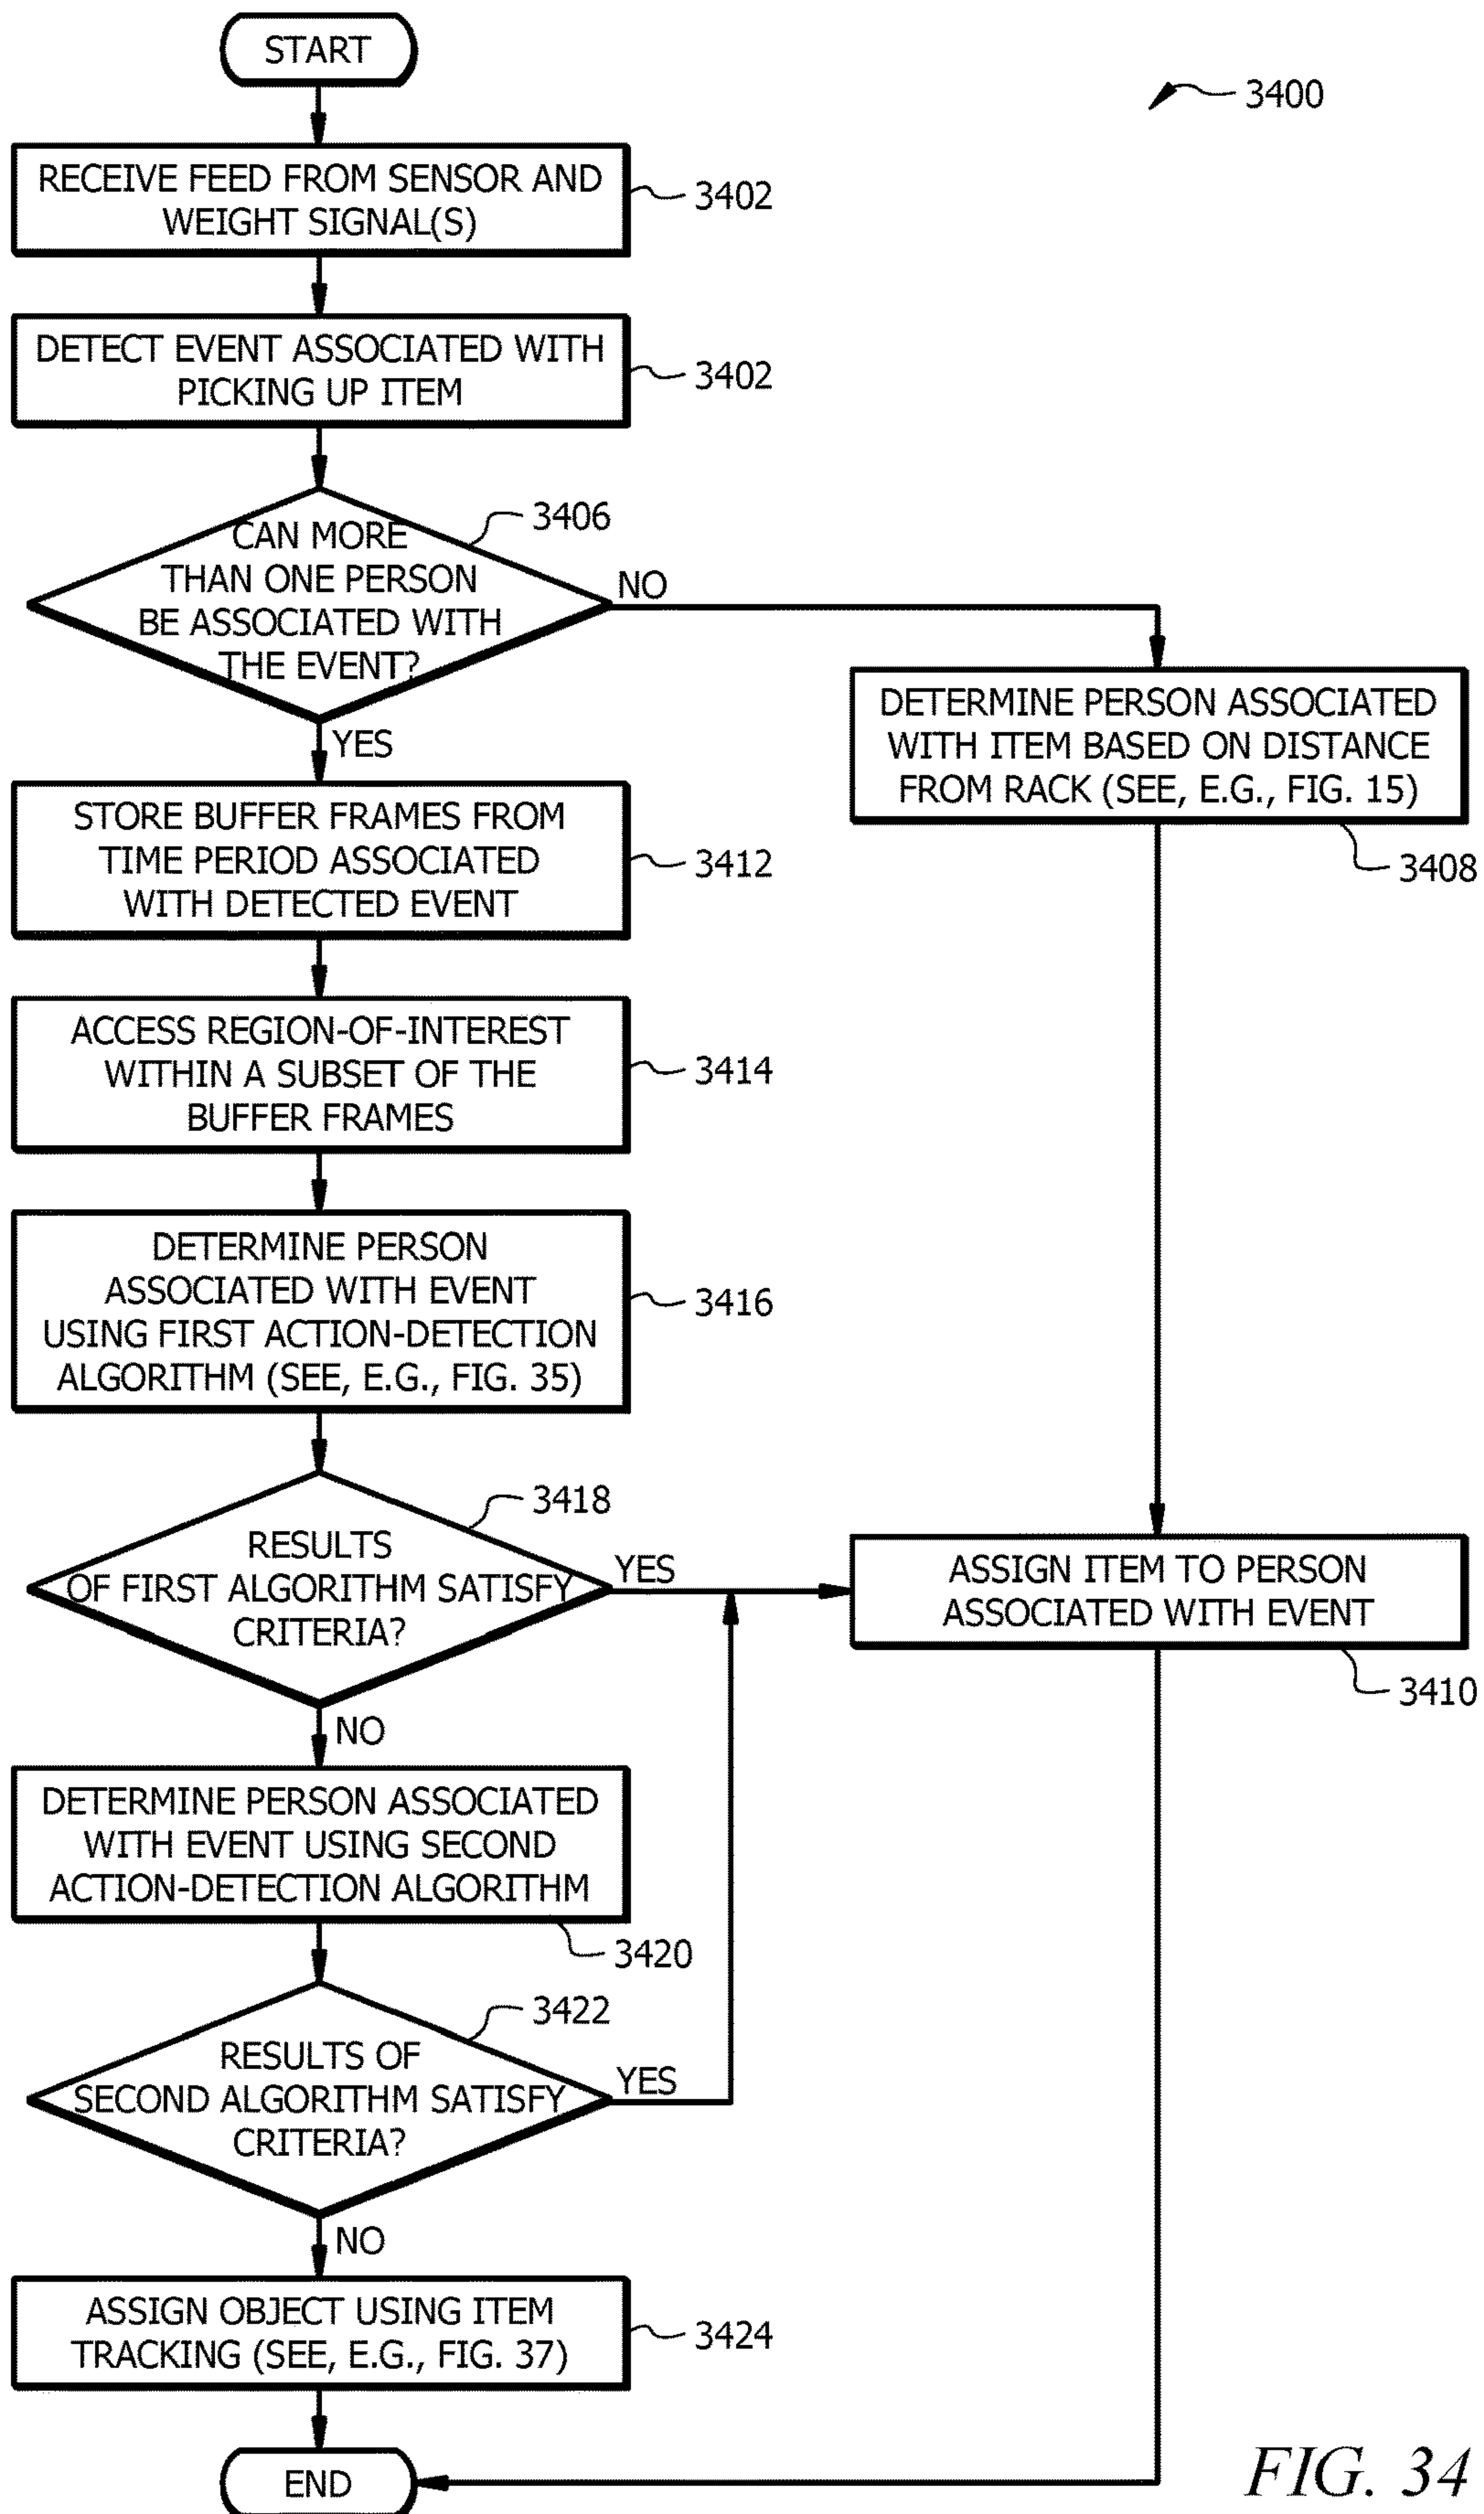 START
3400
RECEIVE FEED FROM SENSOR AND
WEIGHT SIGNAL(S)
3402
DETECT EVENT ASSOCIATED WITH
PICKING UP ITEM
3402
CAN MORE
THAN ONE PERSON
BE ASSOCIATED WITH
THE EVENT?
3406
NO
YES
DETERMINE PERSON ASSOCIATED
WITH ITEM BASED ON DISTANCE
FROM RACK (SEE, E.G., FIG. 15)
3408
STORE BUFFER FRAMES FROM
TIME PERIOD ASSOCIATED
WITH DETECTED EVENT
3412
ACCESS REGION-OF-INTEREST
WITHIN A SUBSET OF THE
BUFFER FRAMES
3414
DETERMINE PERSON
ASSOCIATED WITH EVENT
USING FIRST ACTION-DETECTION
ALGORITHM (SEE, E.G., FIG. 35)
3416
RESULTS
OF FIRST ALGORITHM SATISFY
CRITERIA?
3418
YES
NO
ASSIGN ITEM TO PERSON
ASSOCIATED WITH EVENT
3410
DETERMINE PERSON ASSOCIATED
WITH EVENT USING SECOND
ACTION-DETECTION ALGORITHM
3420
RESULTS OF
SECOND ALGORITHM SATISFY
CRITERIA?
3422
YES
NO
ASSIGN OBJECT USING ITEM
TRACKING (SEE, E.G., FIG. 37)
3424
END
FIG. 34